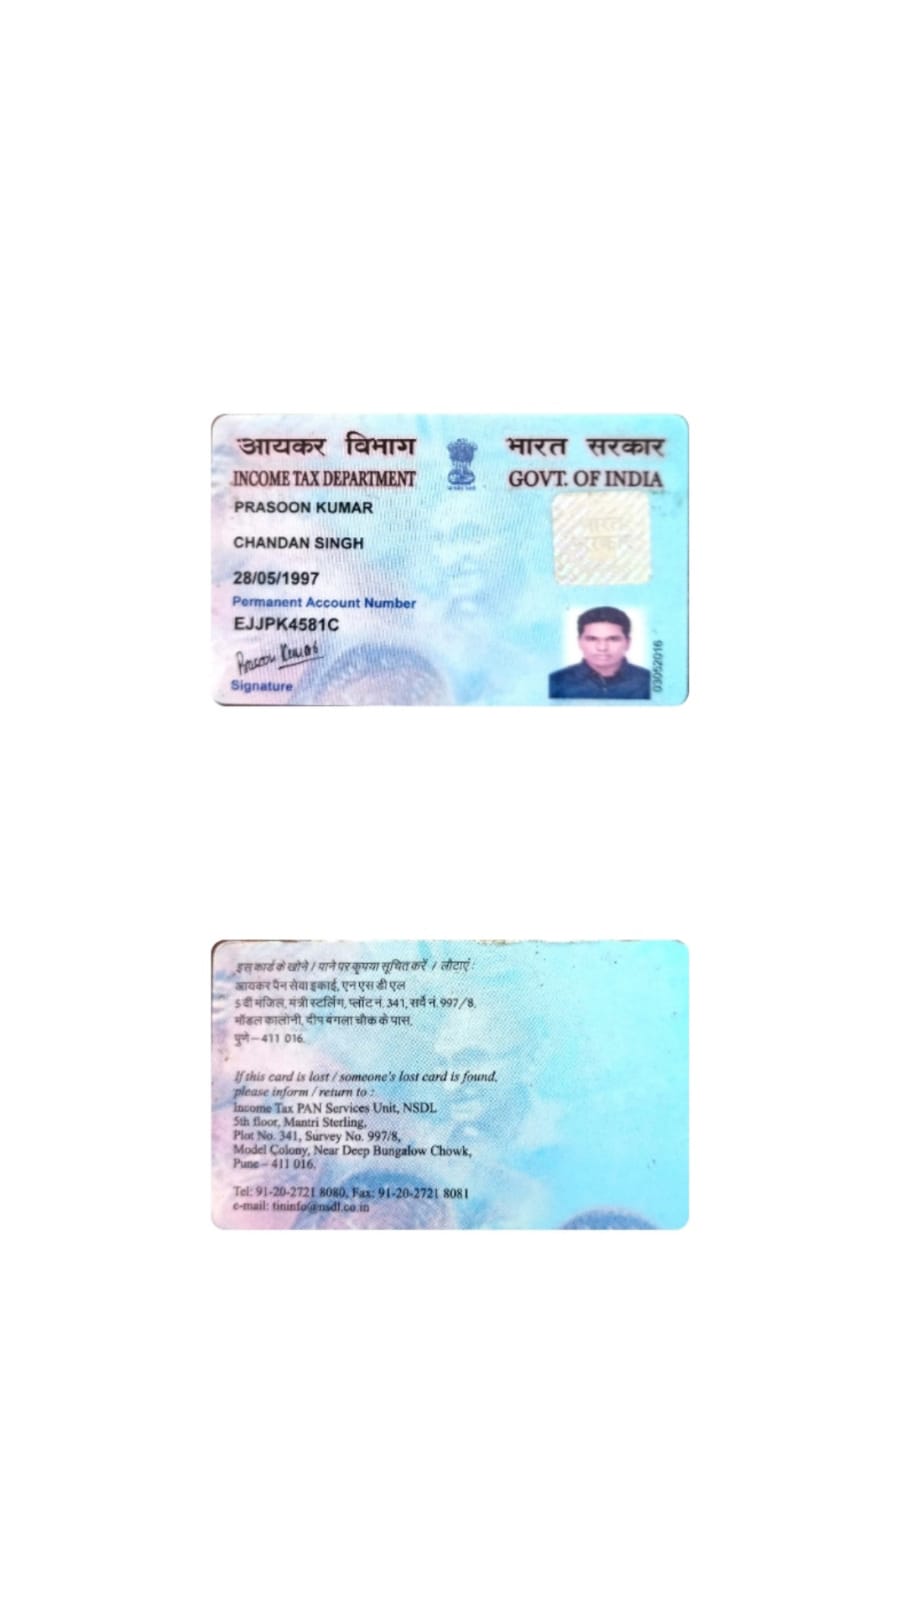 आयकर विभाग भारत सरकार
INCOME TAX DEPARTMENT GOVT. OF INDIA
PRASOON KUMAR
CHANDAN SINGH
28/05/1997
Permanent Account Number
EJJPK4581C
Prasoon Kumar
Signature
03052016
इस कार्ड के खोने / पाने पर कृपया सूचित करें / लौटाएं :
आयकर पैन सेवा इकाई, एन एस डी एल
5 वी मंजिल, मंत्री स्टर्लिंग, प्लॉट नं. 341, सर्वे नं. 997/8,
मॉडल कालोनी, दीप बंगला चौक के पास,
पुणे – 411 016.
If this card is lost / someone's lost card is found,
please inform / return to :
Income Tax PAN Services Unit, NSDL
5th floor, Mantri Sterling,
Plot No. 341, Survey No. 997/8,
Model Colony, Near Deep Bungalow Chowk,
Pune – 411 016.
Tel: 91-20-2721 8080, Fax: 91-20-2721 8081
e-mail: tininfo@nsdl.co.in